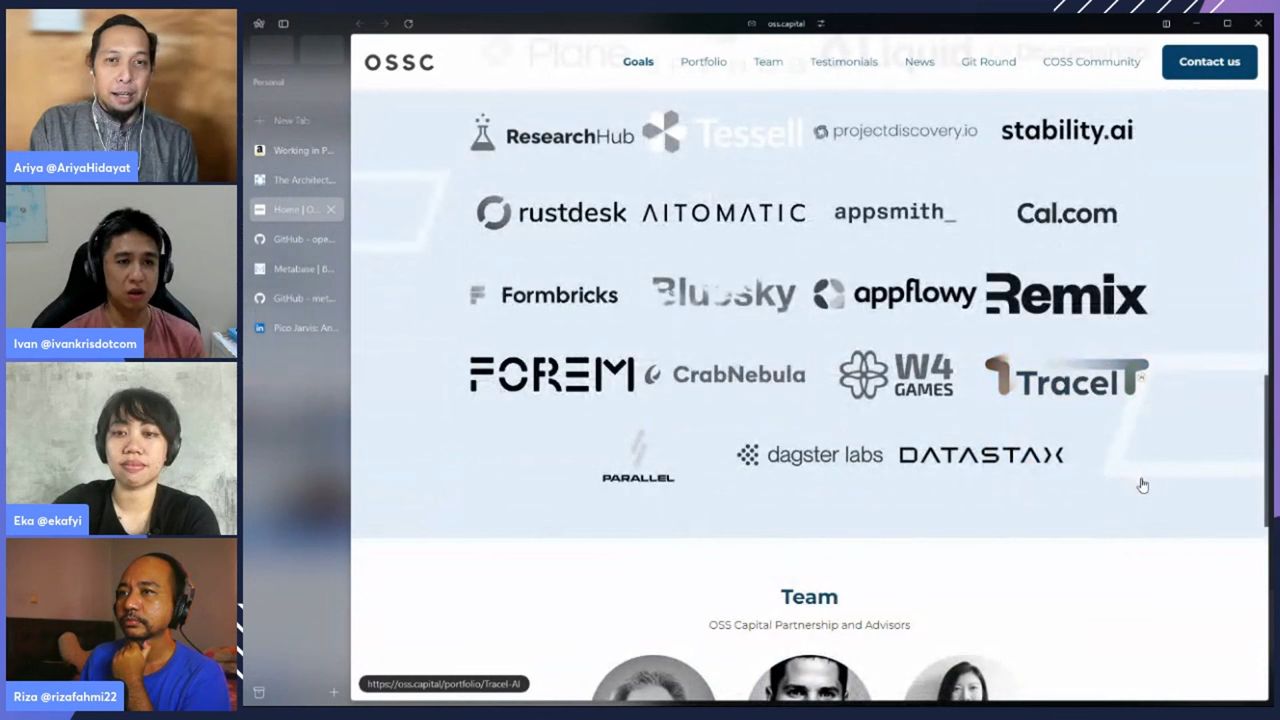 Ariya @AriyaHidayat
Ivan @ivankrisdotcom
Eka @ekafyi
Riza @rizafahmi22
oss.capital
Personal
New Tab
Working in P...
The Architect...
Home | O...
GitHub - ope...
Metabase | B...
GitHub - met...
Pico Jarvis: An...
OSSC
Goals
Portfolio
Team
Testimonials
News
Git Round
COSS Community
Contact us
Plane
Liquid
ResearchHub
Tessell
projectdiscovery.io
stability.ai
rustdesk
AITOMATIC
appsmith_
Cal.com
Formbricks
Bluesky
appflowy
Remix
FOREM
CrabNebula
W4
GAMES
Tracel
PARALLEL
dagster labs
DATASTAX
Team
OSS Capital Partnership and Advisors
https://oss.capital/portfolio/Tracel-AI